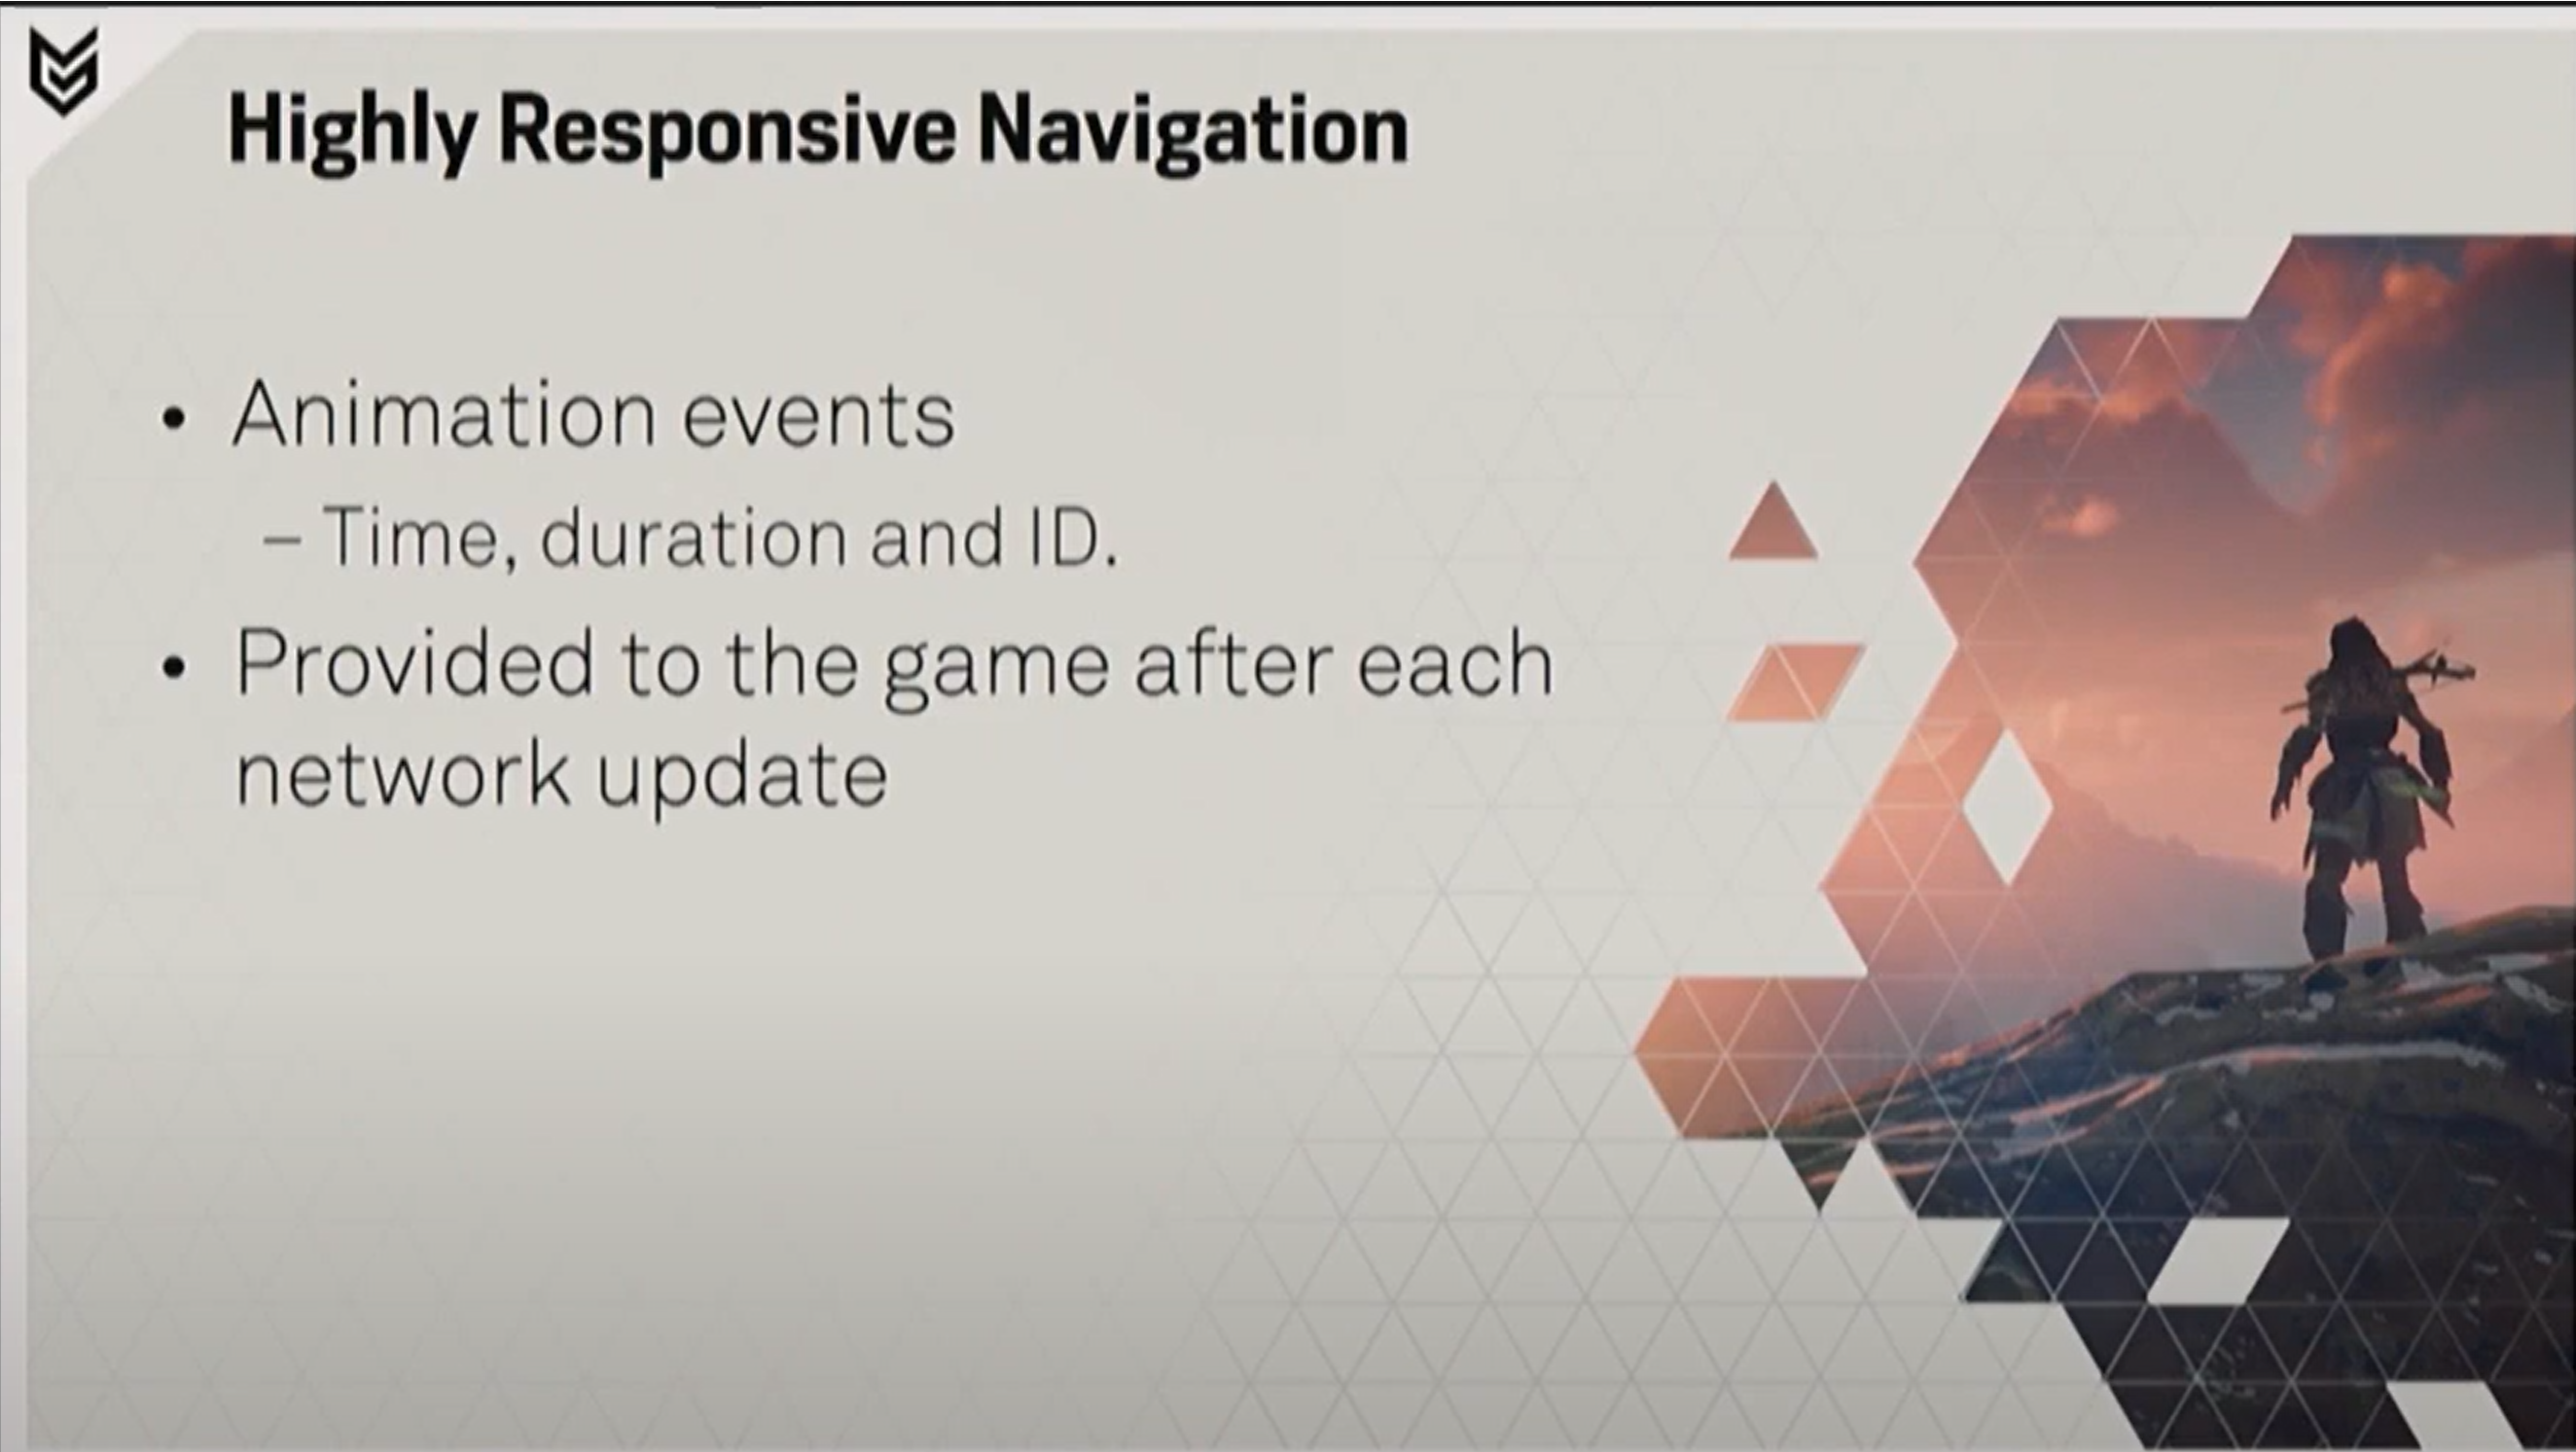 Highly Responsive Navigation
• Animation events
– Time, duration and ID.
• Provided to the game after each
network update